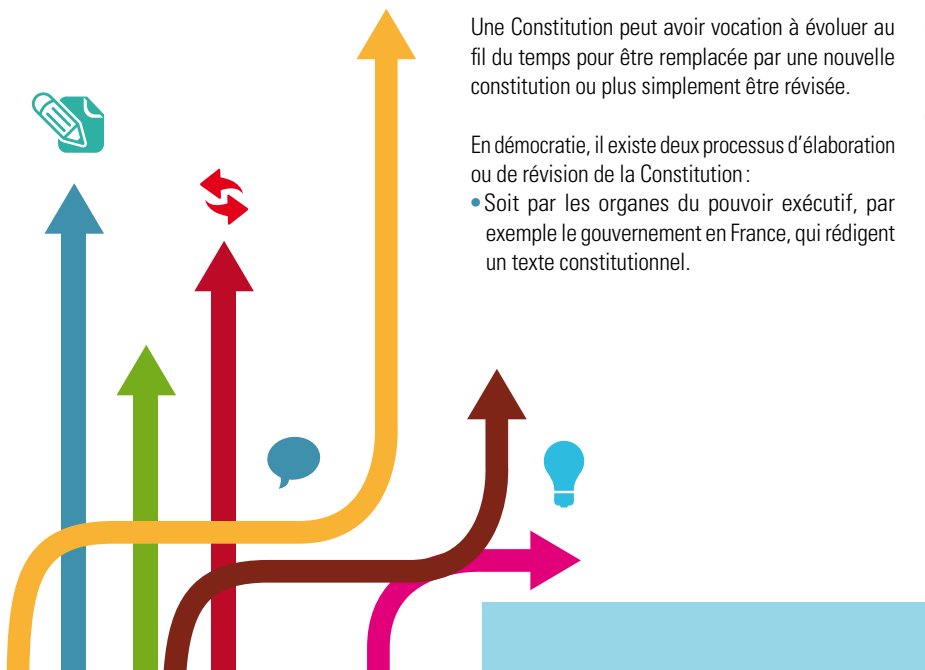 Une Constitution peut avoir vocation à évoluer au
fil du temps pour être remplacée par une nouvelle
constitution ou plus simplement être révisée.
En démocratie, il existe deux processus d'élaboration
ou de révision de la Constitution :
• Soit par les organes du pouvoir exécutif, par
exemple le gouvernement en France, qui rédigent
un texte constitutionnel.